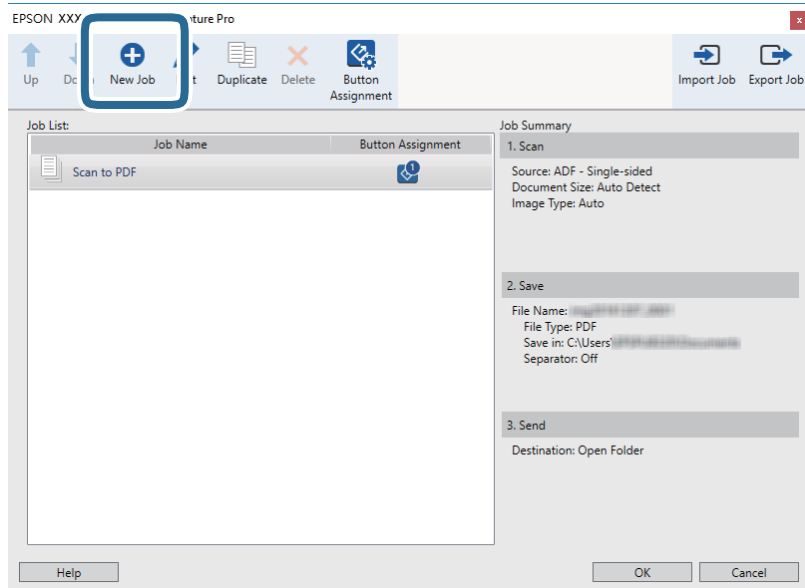 EPSON XXX ture Pro
Up
New Job
Duplicate
Delete
Button
Assignment
Import Job
Export Job
Job List:
Job Name
Button Assignment
Scan to PDF
1
Job Summary
1. Scan
Source: ADF - Single-sided
Document Size: Auto Detect
Image Type: Auto
2. Save
File Name:
File Type: PDF
Save in: C:\Users\
Separator: Off
3. Send
Destination: Open Folder
Help
OK
Cancel